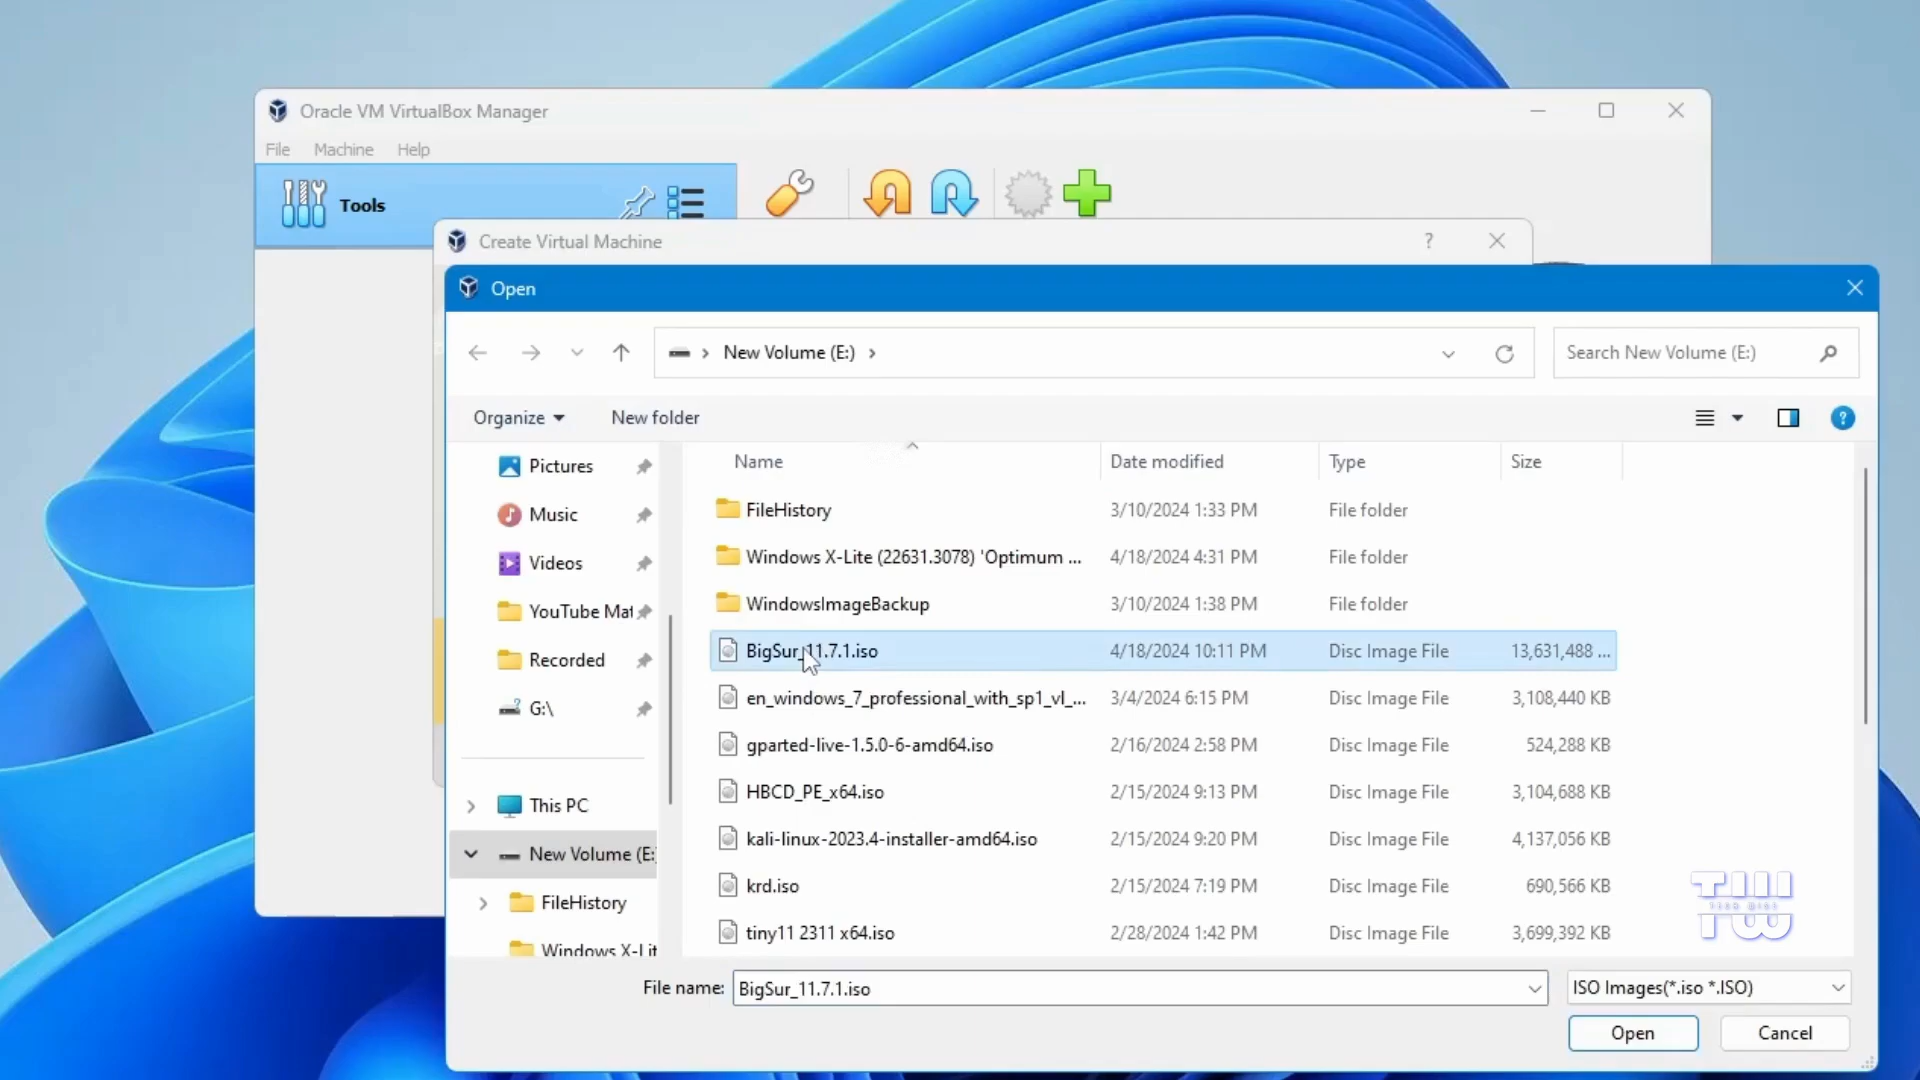 Oracle VM VirtualBox Manager
File Machine Help
Tools
Create Virtual Machine ?
Open
New Volume (E:)
Search New Volume (E:)
Organize New folder
?
Name Date modified Type Size
Pictures
Music
Videos
YouTube Mat
Recorded
G:\
This PC
New Volume (E:
FileHistory
Windows X-Lit
FileHistory 3/10/2024 1:33 PM File folder
Windows X-Lite (22631.3078) 'Optimum ... 4/18/2024 4:31 PM File folder
WindowsImageBackup 3/10/2024 1:38 PM File folder
BigSur_11.7.1.iso 4/18/2024 10:11 PM Disc Image File 13,631,488 ...
en_windows_7_professional_with_sp1_vl_... 3/4/2024 6:15 PM Disc Image File 3,108,440 KB
gparted-live-1.5.0-6-amd64.iso 2/16/2024 2:58 PM Disc Image File 524,288 KB
HBCD_PE_x64.iso 2/15/2024 9:13 PM Disc Image File 3,104,688 KB
kali-linux-2023.4-installer-amd64.iso 2/15/2024 9:20 PM Disc Image File 4,137,056 KB
krd.iso 2/15/2024 7:19 PM Disc Image File 690,566 KB
tiny11 2311 x64.iso 2/28/2024 1:42 PM Disc Image File 3,699,392 KB
File name: BigSur_11.7.1.iso ISO Images(*.iso *.ISO)
Open Cancel